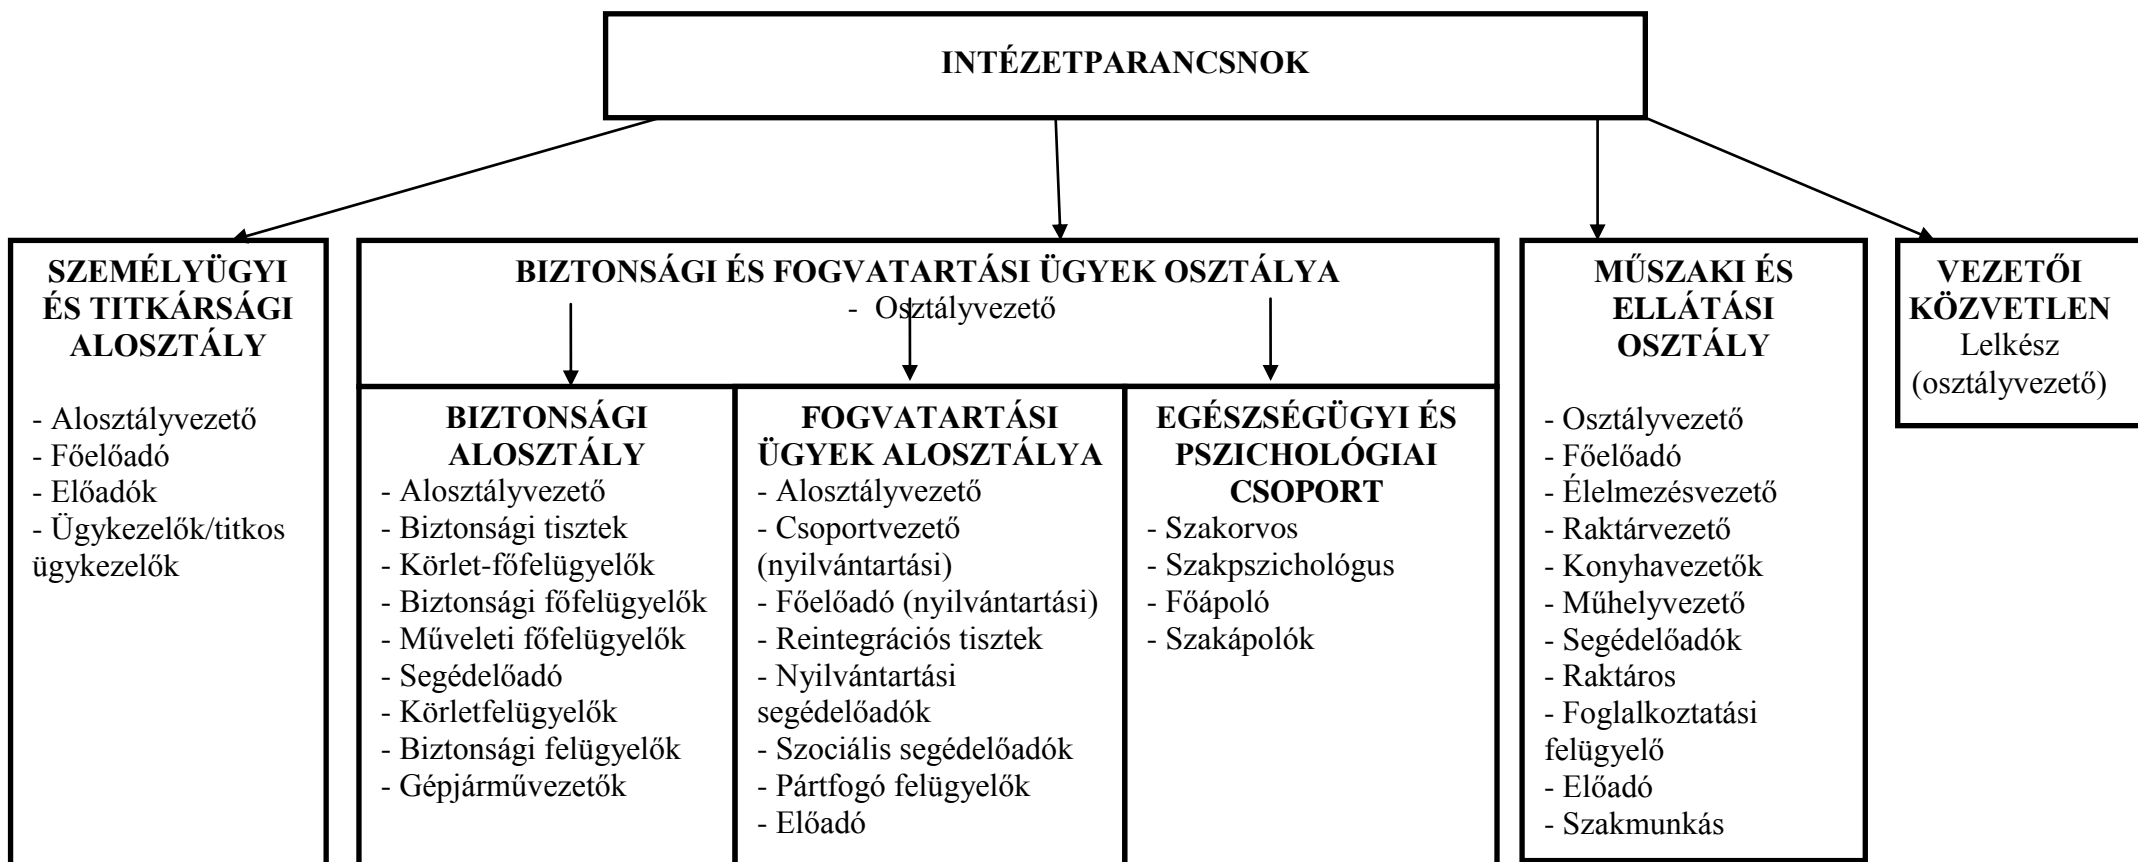 INTÉZETPARANCSNOK
SZEMÉLYÜGYI
ÉS TITKÁRSÁGI
ALOSZTÁLY
- Alosztályvezető
- Főelőadó
- Előadók
- Ügykezelők/titkos
ügykezelők
BIZTONSÁGI ÉS FOGVATARTÁSI ÜGYEK OSZTÁLYA
- Osztályvezető
BIZTONSÁGI
ALOSZTÁLY
- Alosztályvezető
- Biztonsági tisztek
- Körlet-főfelügyelők
- Biztonsági főfelügyelők
- Műveleti főfelügyelők
- Segédelőadó
- Körletfelügyelők
- Biztonsági felügyelők
- Gépjárművezetők
FOGVATARTÁSI
ÜGYEK ALOSZTÁLYA
- Alosztályvezető
- Csoportvezető
(nyilvántartási)
- Főelőadó (nyilvántartási)
- Reintegrációs tisztek
- Nyilvántartási
segédelőadók
- Szociális segédelőadók
- Pártfogó felügyelők
- Előadó
EGÉSZSÉGÜGYI ÉS
PSZICHOLÓGIAI
CSOPORT
- Szakorvos
- Szakpszichológus
- Főápoló
- Szakápolók
MŰSZAKI ÉS
ELLÁTÁSI
OSZTÁLY
- Osztályvezető
- Főelőadó
- Élelmezésvezető
- Raktárvezető
- Konyhavezetők
- Műhelyvezető
- Segédelőadók
- Raktáros
- Foglalkoztatási
felügyelő
- Előadó
- Szakmunkás
VEZETŐI
KÖZVETLEN
Lelkész
(osztályvezető)